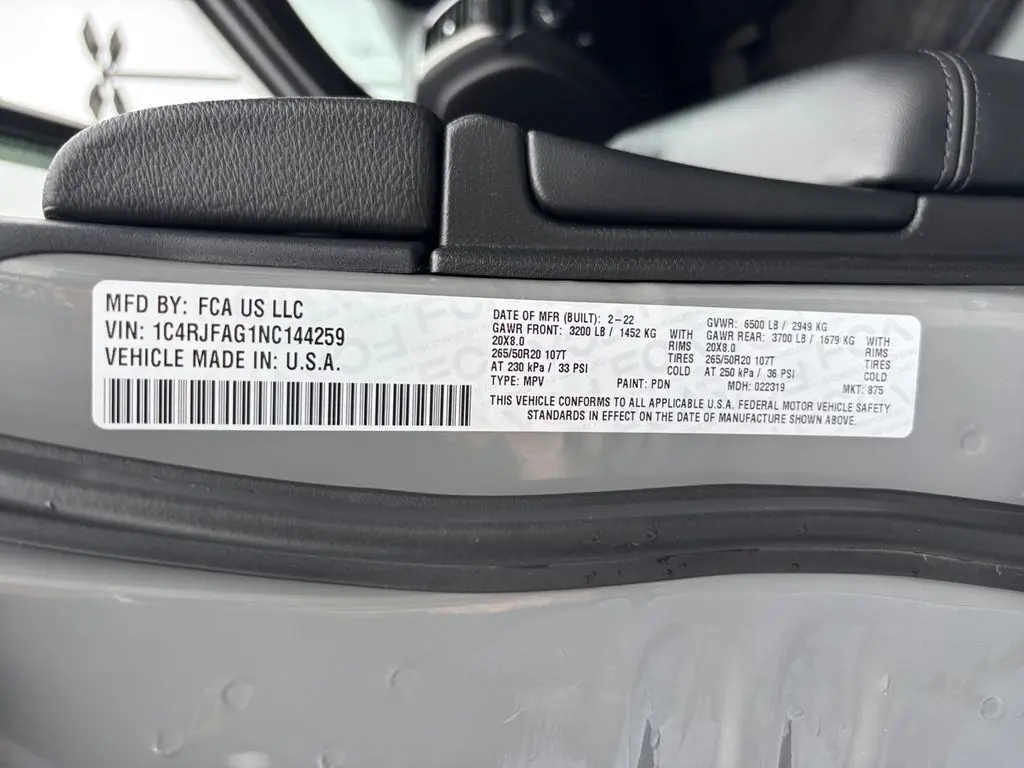 MFD BY: FCA US LLC
VIN: 1C4RJFAG1NC144259
VEHICLE MADE IN: U.S.A.
DATE OF MFR (BUILT): 2-22
GAWR FRONT: 3200 LB / 1452 KG WITH
20X8.0 RIMS
265/50R20 107T TIRES
AT 230 kPa / 33 PSI COLD
TYPE: MPV PAINT: PDN
GVWR: 6500 LB / 2949 KG
GAWR REAR: 3700 LB / 1679 KG WITH
20X8.0 RIMS
265/50R20 107T TIRES
AT 250 kPa / 36 PSI COLD
MDH: 022319 MKT: 875
THIS VEHICLE CONFORMS TO ALL APPLICABLE U.S.A. FEDERAL MOTOR VEHICLE SAFETY
STANDARDS IN EFFECT ON THE DATE OF MANUFACTURE SHOWN ABOVE.